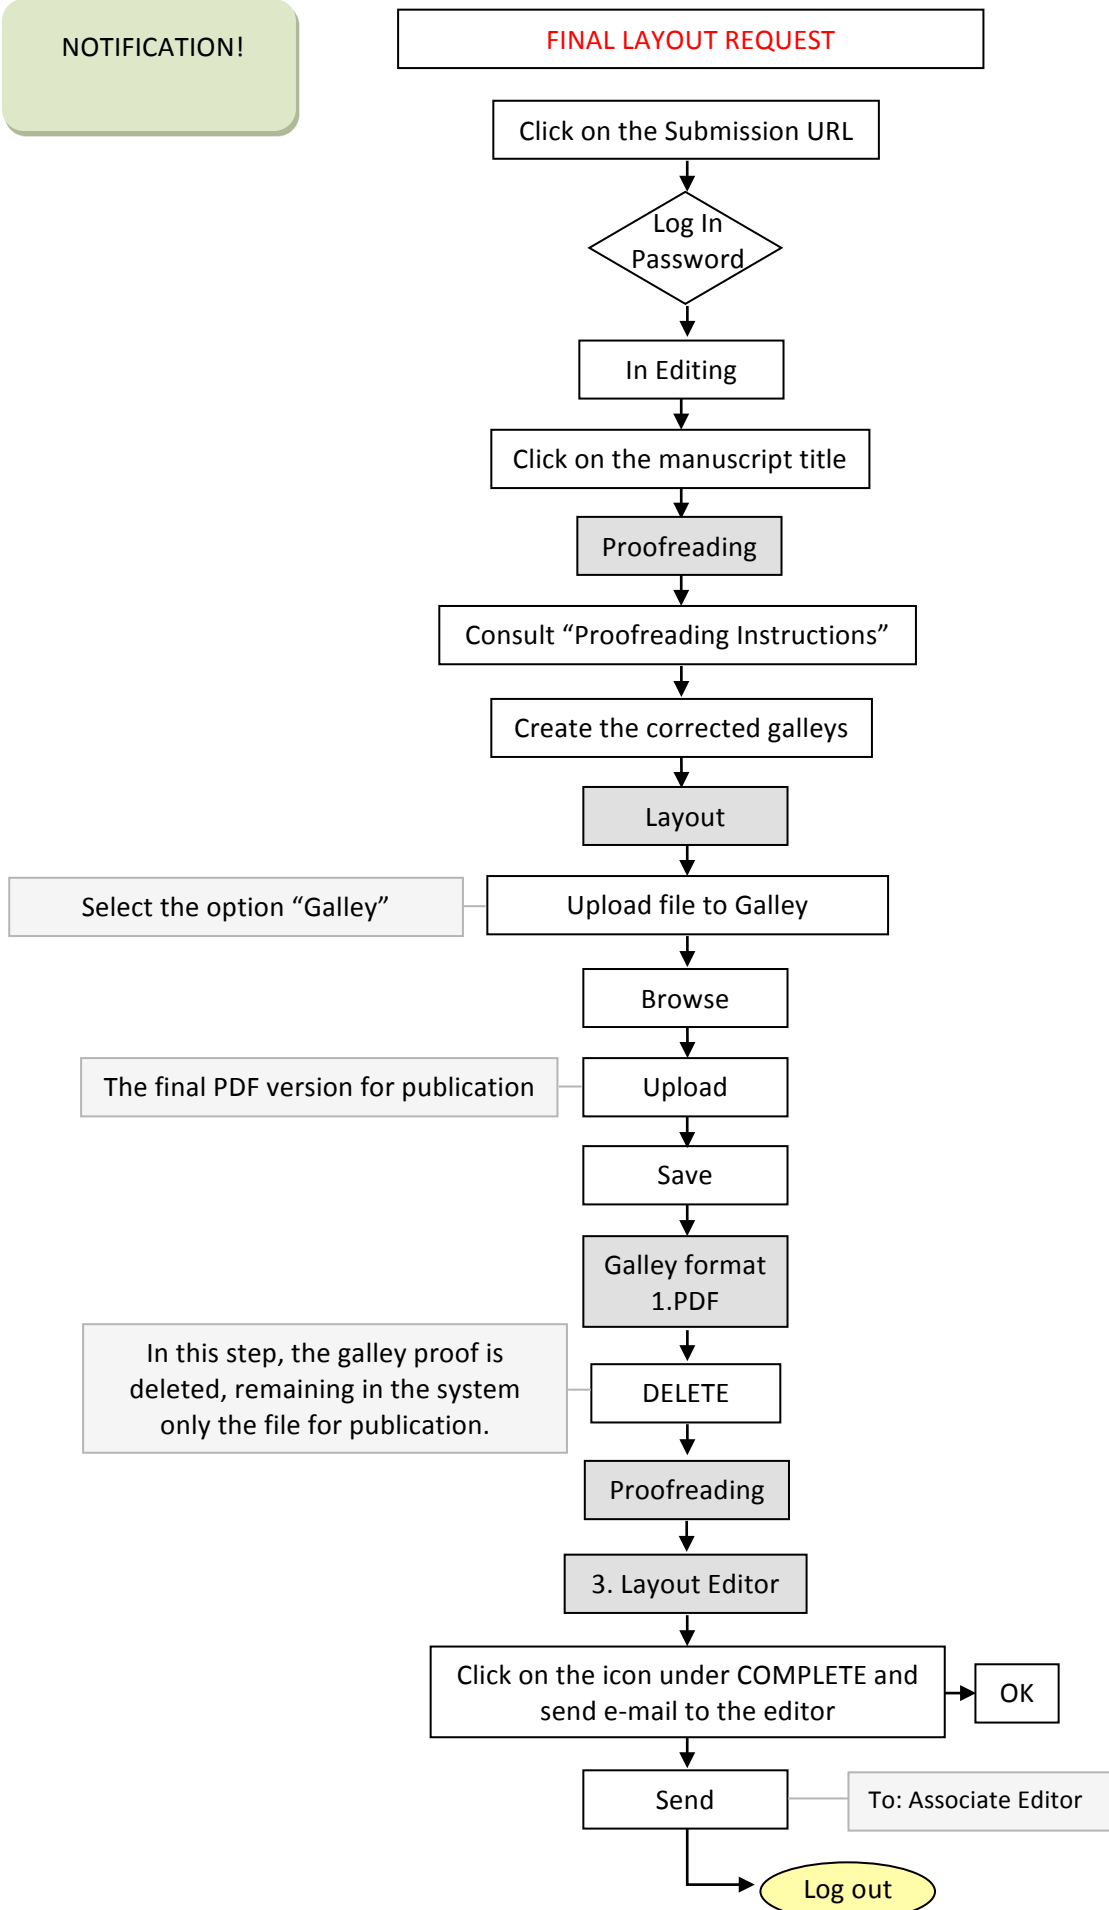 NOTIFICATION!
FINAL LAYOUT REQUEST
Click on the Submission URL
Log In
Password
In Editing
Click on the manuscript title
Proofreading
Consult “Proofreading Instructions”
Create the corrected galleys
Layout
Select the option “Galley”
Upload file to Galley
Browse
The final PDF version for publication
Upload
Save
Galley format
1.PDF
In this step, the galley proof is
deleted, remaining in the system
only the file for publication.
DELETE
Proofreading
3. Layout Editor
Click on the icon under COMPLETE and
send e-mail to the editor
OK
Send
To: Associate Editor
Log out